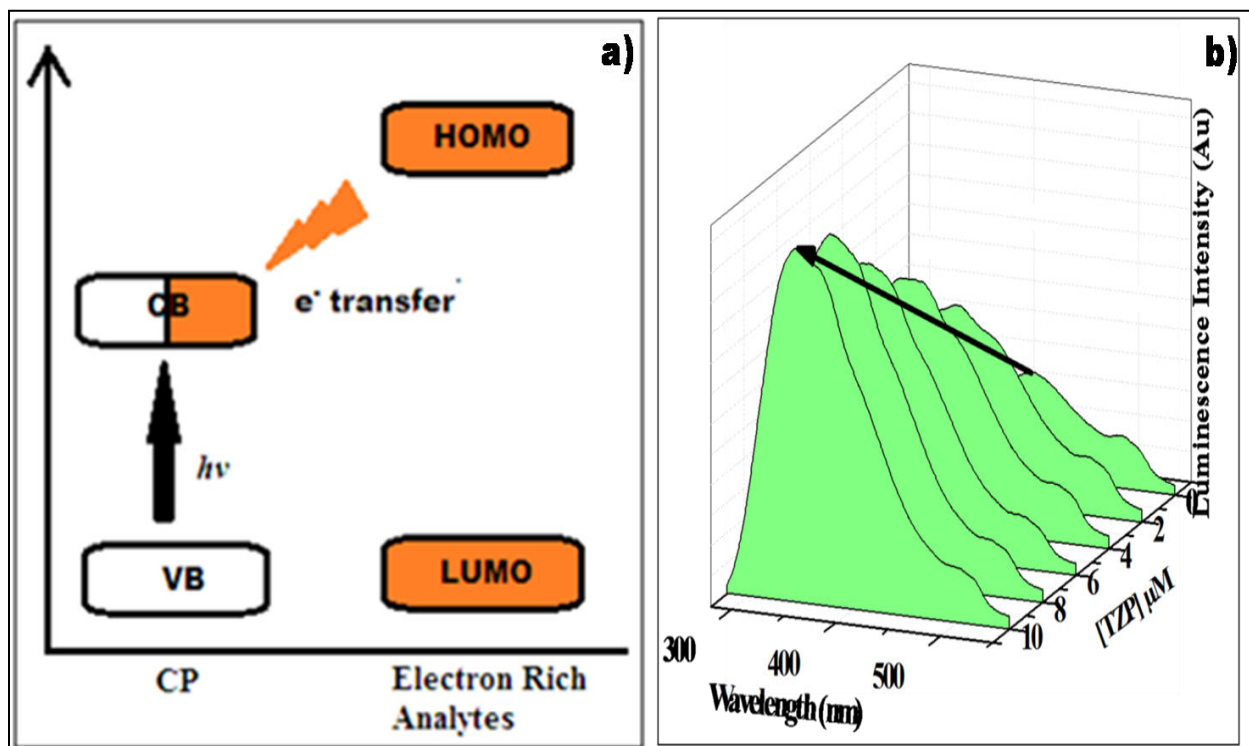 a)
HOMO
CB
e- transfer
hv
VB
LUMO
CP
Electron Rich
Analytes
b)
Luminescence Intensity (Au)
0
2
4
6
8
10
[TZP] µM
300
400
500
Wavelength (nm)